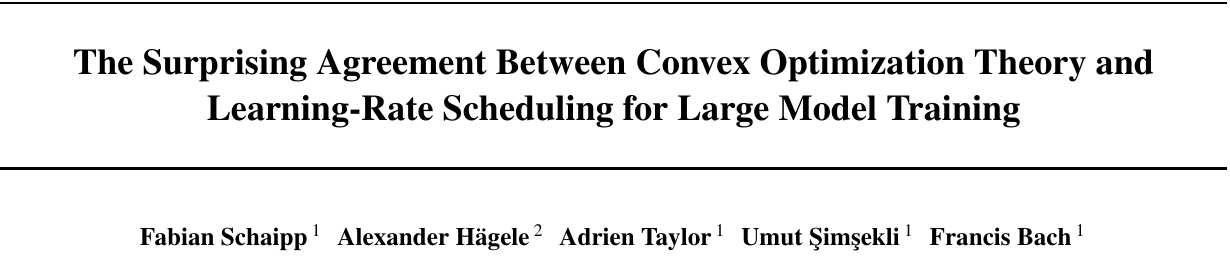 The Surprising Agreement Between Convex Optimization Theory and
Learning-Rate Scheduling for Large Model Training
Fabian Schaipp 1 Alexander Hägele 2 Adrien Taylor 1 Umut Şimşekli 1 Francis Bach 1